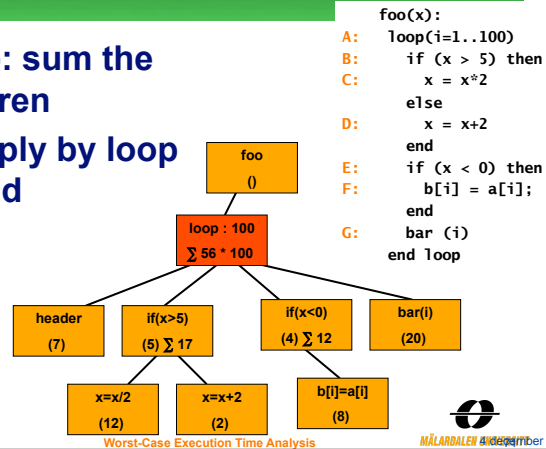 : sum the
ren
ply by loop
d
foo(x):
A: loop(i=1..100)
B: if (x > 5) then
C: x = x*2
else
D: x = x+2
end
E: if (x < 0) then
F: b[i] = a[i];
end
G: bar (i)
end loop
foo
()
loop : 100
∑ 56 * 100
header
(7)
if(x>5)
(5) ∑ 17
if(x<0)
(4) ∑ 12
bar(i)
(20)
x=x/2
(12)
x=x+2
(2)
b[i]=a[i]
(8)
Worst-Case Execution Time Analysis
MÄLARDALEN